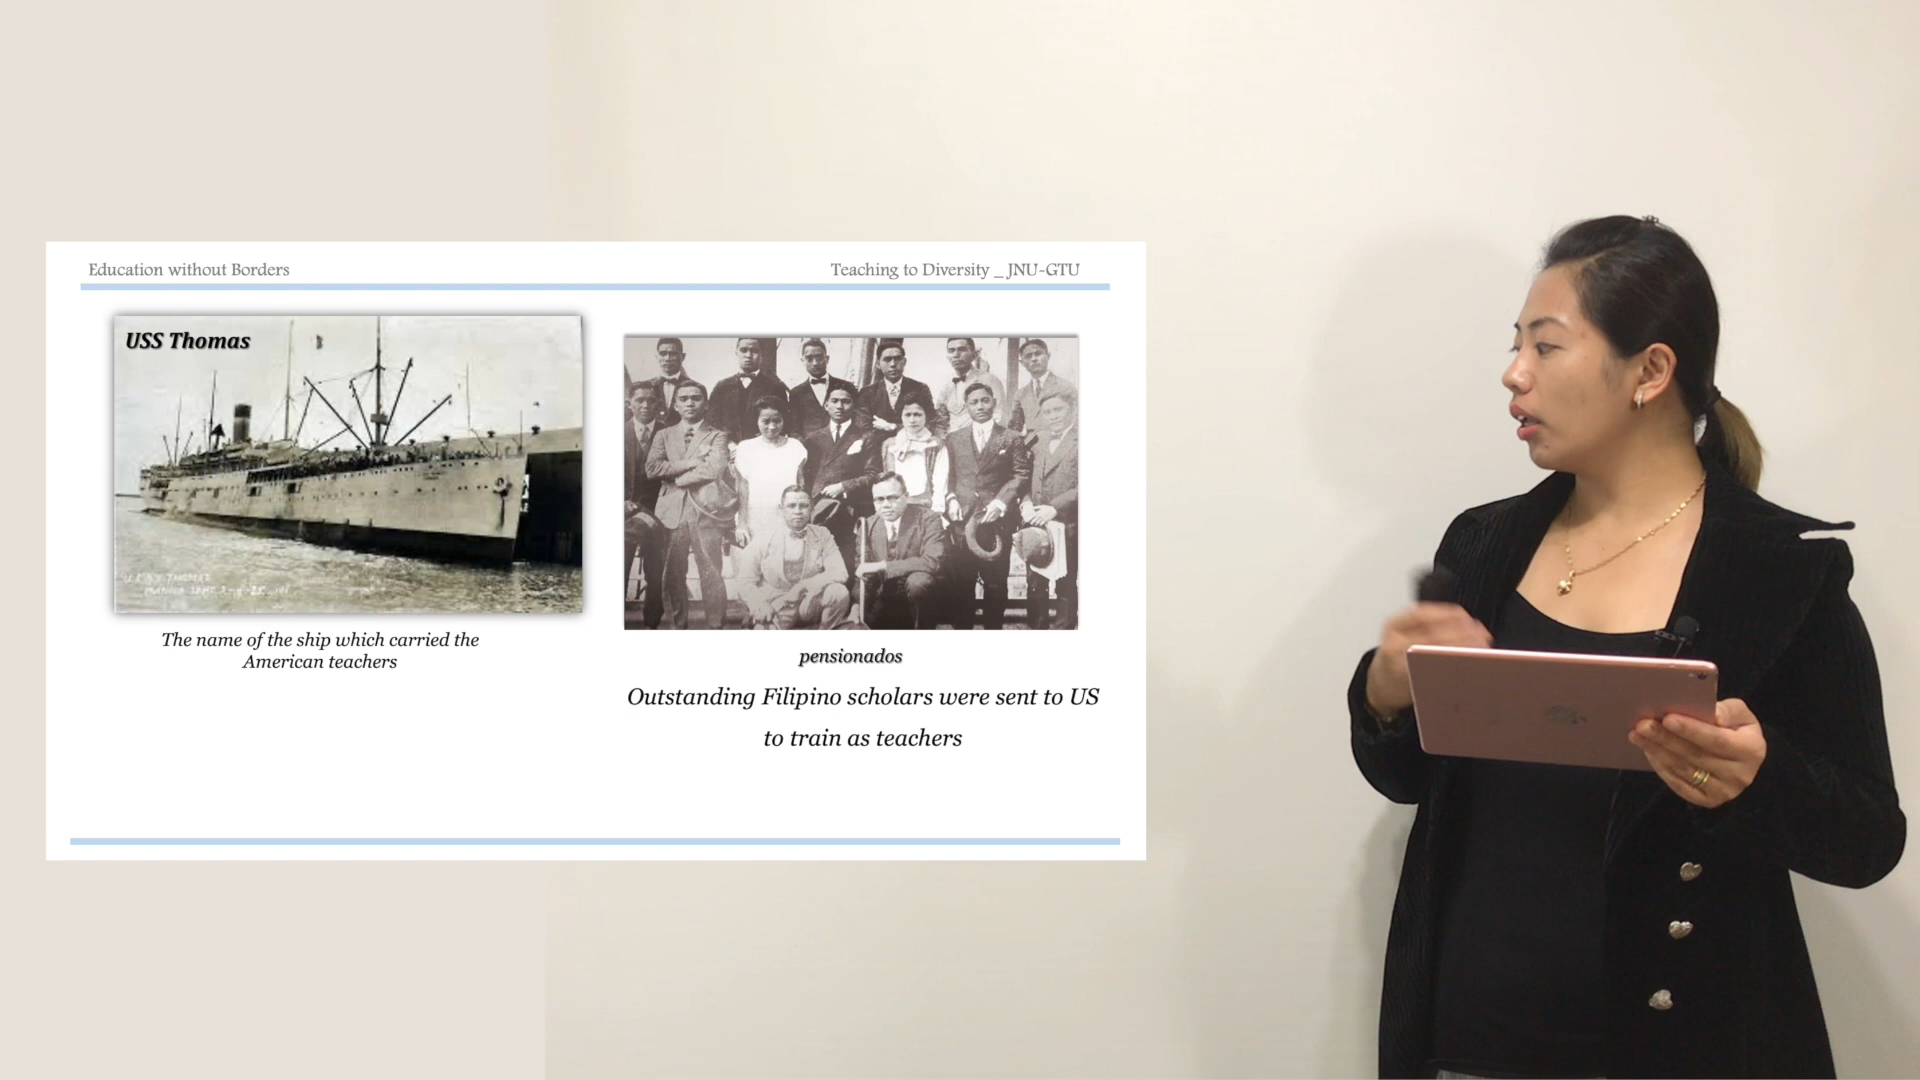 Education without Borders
Teaching to Diversity _ JNU-GTU
USS Thomas
The name of the ship which carried the
American teachers
pensionados
Outstanding Filipino scholars were sent to US
to train as teachers